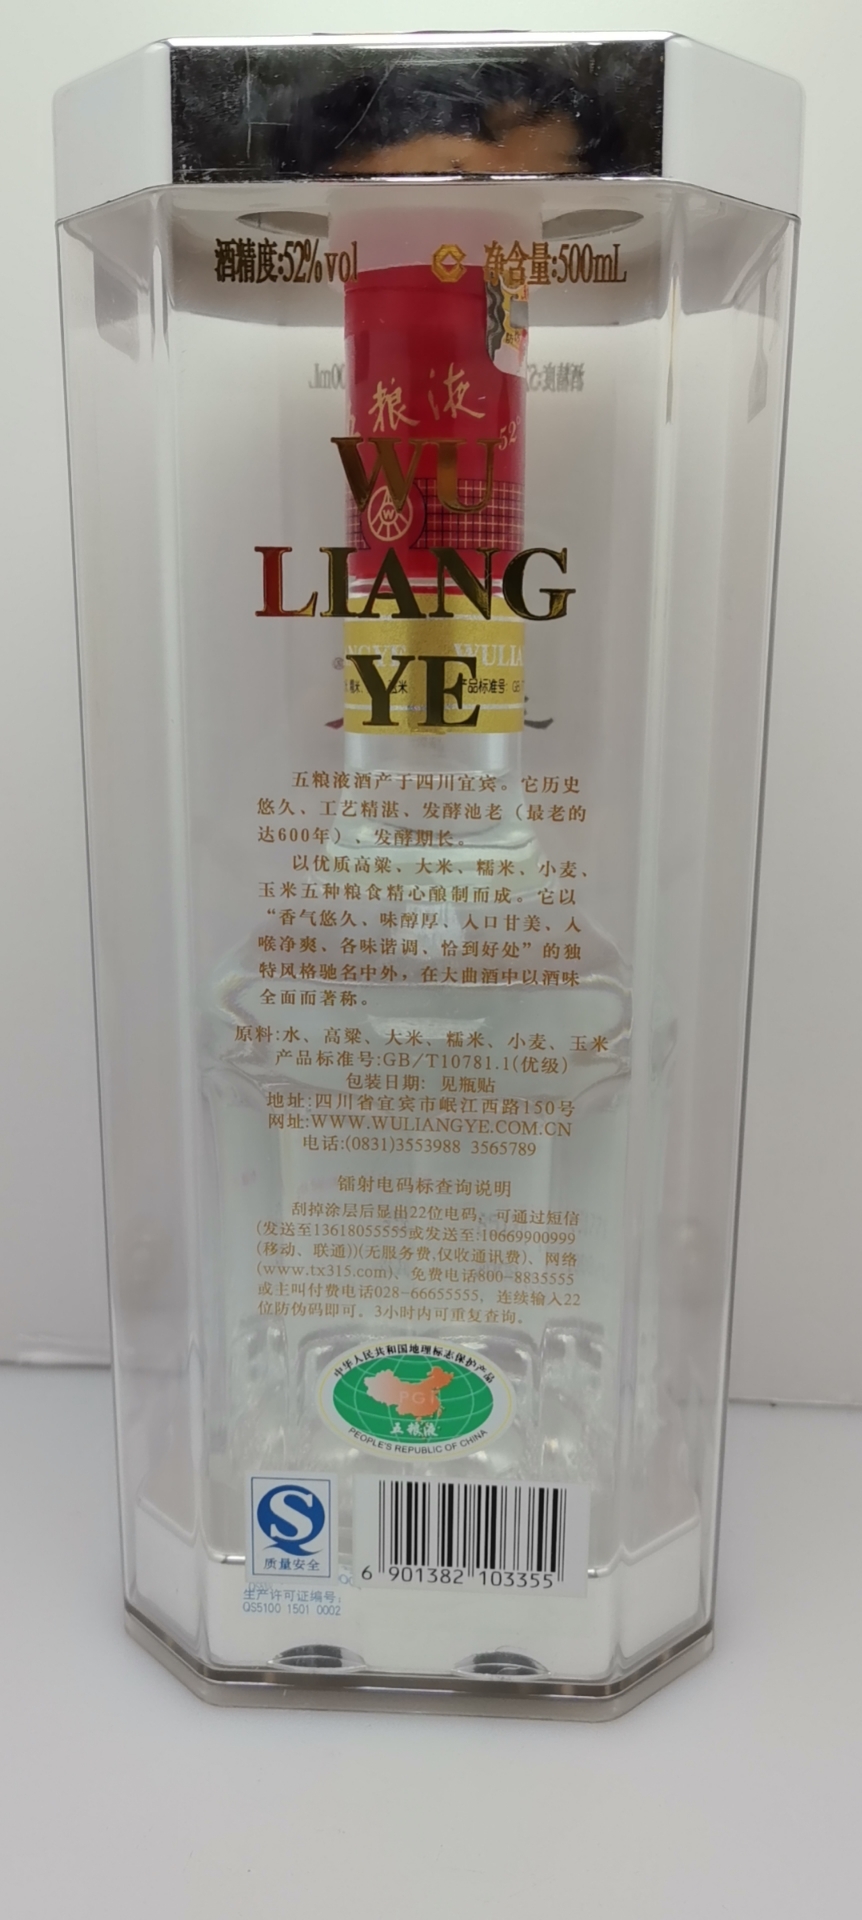 酒精度:52%vol 净含量:500mL
粮液
52°
WU
LIANG
YE
WULIA
产品标准号:
五粮液酒产于四川宜宾。它历史
悠久、工艺精湛、发酵池老（最老的
达600年）、发酵期长。
以优质高粱、大米、糯米、小麦、
玉米五种粮食精心酿制而成。它以
“香气悠久、味醇厚、入口甘美、入
喉净爽、各味谐调、恰到好处”的独
特风格驰名中外，在大曲酒中以酒味
全面而著称。
原料:水、高粱、大米、糯米、小麦、玉米
产品标准号:GB/T10781.1(优级)
包装日期: 见瓶贴
地址:四川省宜宾市岷江西路150号
网址:WWW.WULIANGYE.COM.CN
电话:(0831)3553988 3565789
镭射电码标查询说明
刮掉涂层后显出22位电码，可通过短信
(发送至13618055555或发送至:10669900999
(移动、联通))(无服务费,仅收通讯费)、网络
(www.tx315.com)、免费电话800-8835555
或主叫付费电话028-66655555，连续输入22
位防伪码即可。3小时内可重复查询。
中华人民共和国地理标志保护产品
PGI
五粮液
PEOPLE'S REPUBLIC OF CHINA
质量安全
6 901382 103355
生产许可证编号:
QS5100 1501 0002